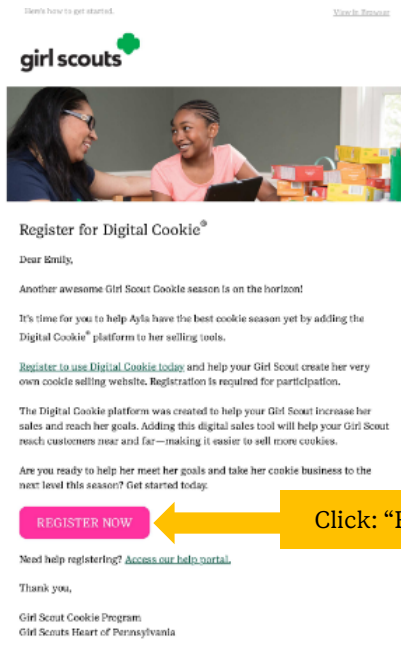 Here's how to get started.
View in Browser
girl scouts
Register for Digital Cookie®
Dear Emily,
Another awesome Girl Scout Cookie season is on the horizon!
It's time for you to help Ayla have the best cookie season yet by adding the
Digital Cookie® platform to her selling tools.
Register to use Digital Cookie today and help your Girl Scout create her very
own cookie selling website. Registration is required for participation.
The Digital Cookie platform was created to help your Girl Scout increase her
sales and reach her goals. Adding this digital sales tool will help your Girl Scout
reach customers near and far—making it easier to sell more cookies.
Are you ready to help her meet her goals and take her cookie business to the
next level this season? Get started today.
REGISTER NOW
Click: "
Need help registering? Access our help portal.
Thank you,
Girl Scout Cookie Program
Girl Scouts Heart of Pennsylvania